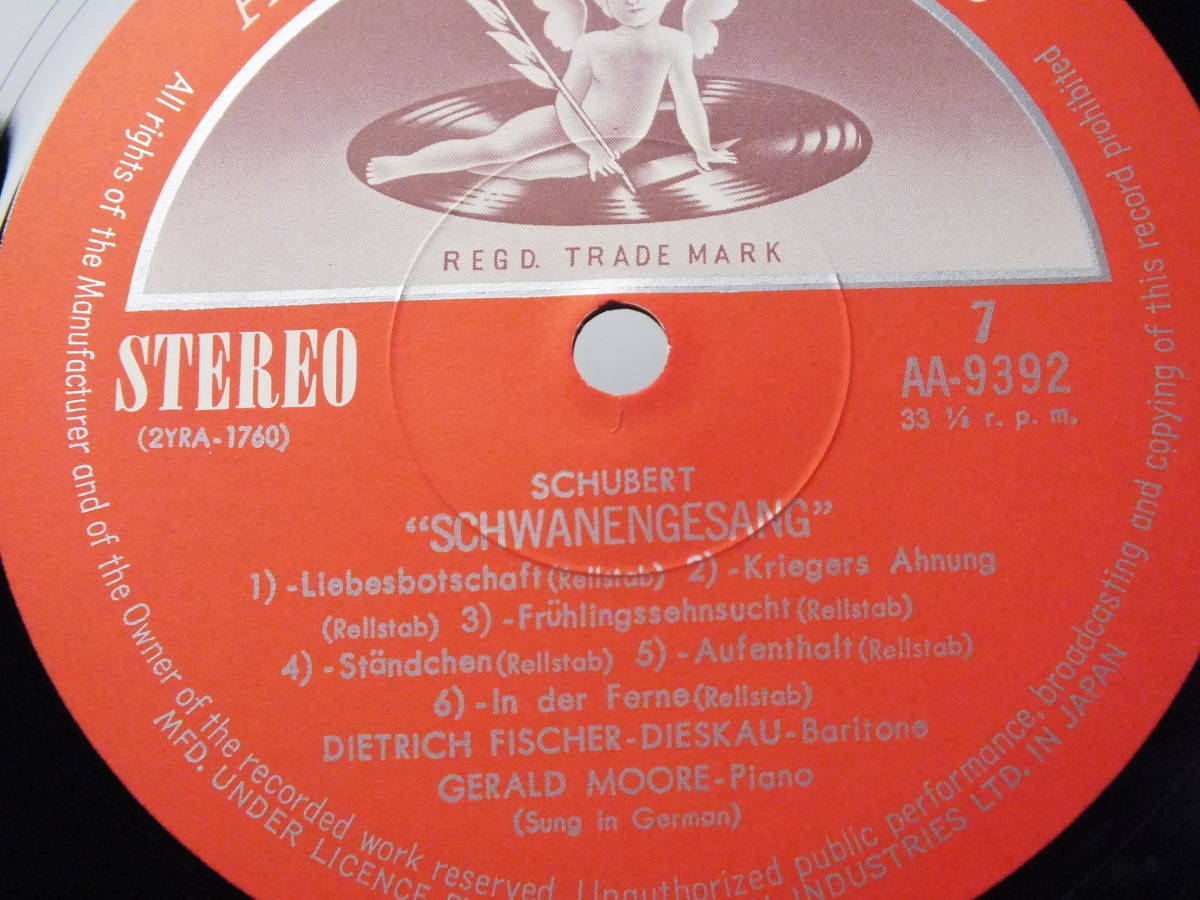 REGD. TRADE MARK
STEREO
(2YRA-1760)
7
AA-9392
33 ⅓ r. p. m.
SCHUBERT
“SCHWANENGESANG”
1)-Liebesbotschaft(Rellstab) 2)-Kriegers Ahnung
(Rellstab) 3)-Frühlingssehnsucht(Rellstab)
4)-Ständchen(Rellstab) 5)-Aufenthalt(Rellstab)
6)-In der Ferne(Rellstab)
DIETRICH FISCHER-DIESKAU-Baritone
GERALD MOORE-Piano
(Sung in German)
All rights of the Manufacturer and of the Owner of the recorded work reserved. Unauthorized public performance, broadcasting and copying of this record prohibited
MFD. UNDER LICENCE INDUSTRIES LTD. IN JAPAN